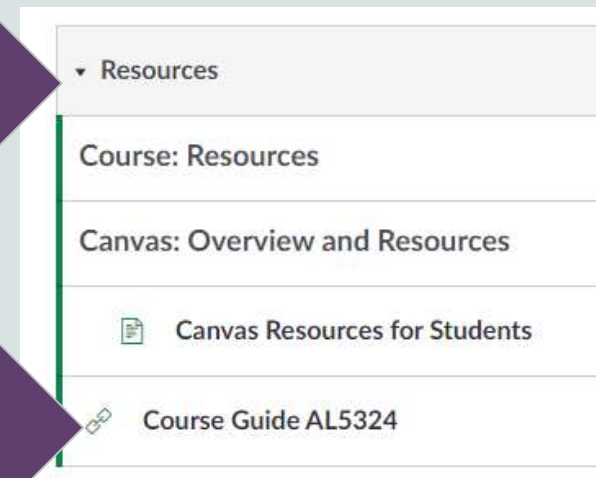 Resources
Course: Resources
Canvas: Overview and Resources
Canvas Resources for Students
Course Guide AL5324